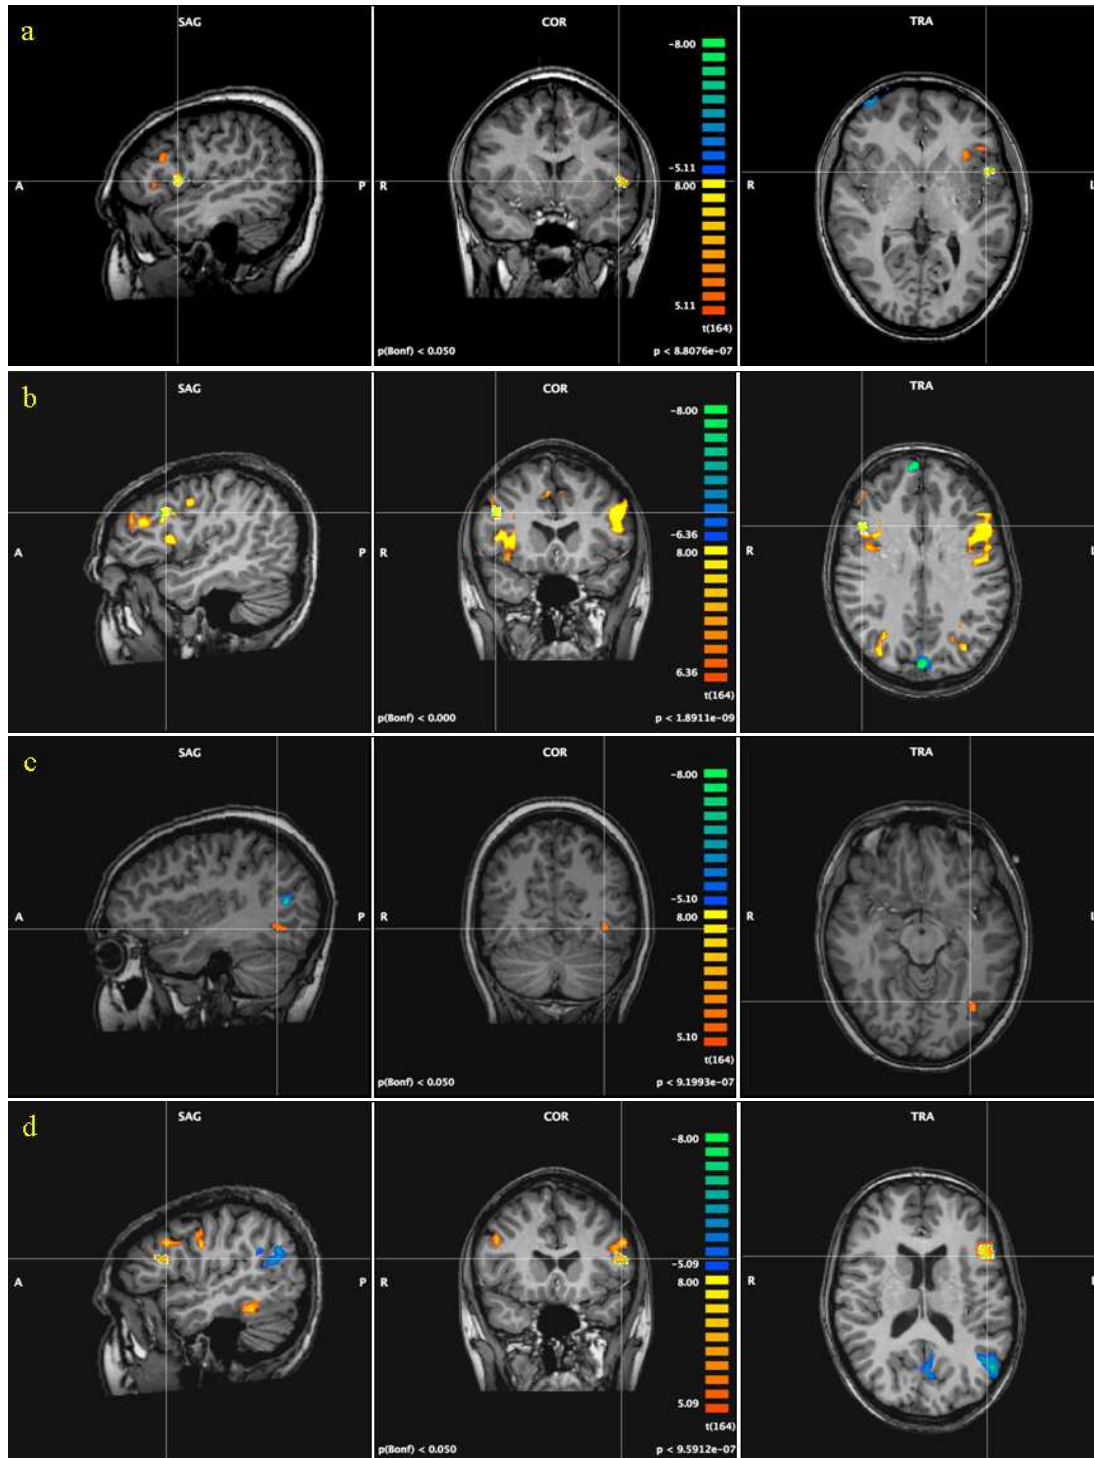 a
SAG
COR
TRA
-8.00
-5.11
8.00
A
P
R
R
L
5.11
t(164)
p(Bonf) < 0.050
p < 8.8076e-07
b
SAG
COR
TRA
-8.00
-6.36
8.00
A
P
R
R
L
6.36
t(164)
p(Bonf) < 0.000
p < 1.8911e-09
c
SAG
COR
TRA
-8.00
-5.10
8.00
A
P
R
R
L
5.10
t(164)
p(Bonf) < 0.050
p < 9.1993e-07
d
SAG
COR
TRA
-8.00
-5.09
8.00
A
P
R
R
L
5.09
t(164)
p(Bonf) < 0.050
p < 9.5912e-07